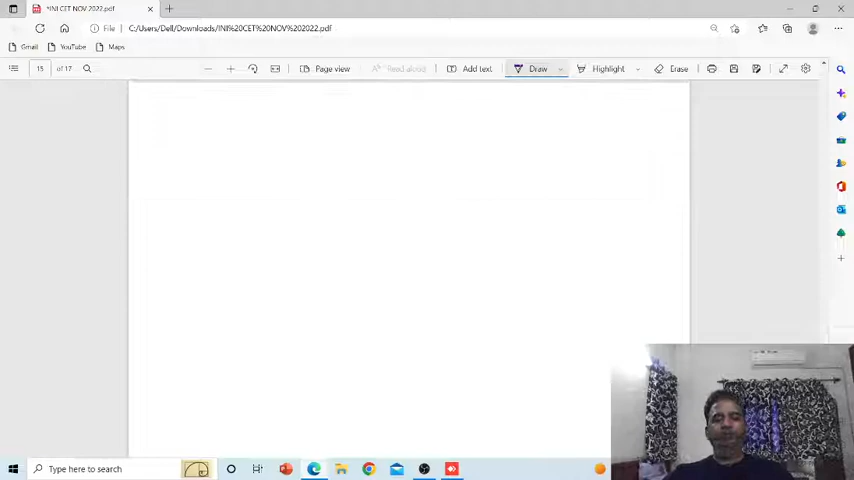 *INI CET NOV 2022.pdf
File C:/Users/Dell/Downloads/INI%20CET%20NOV%202022.pdf
Gmail YouTube Maps
15 of 17 Page view Read aloud Add text Draw Highlight Erase
Type here to search